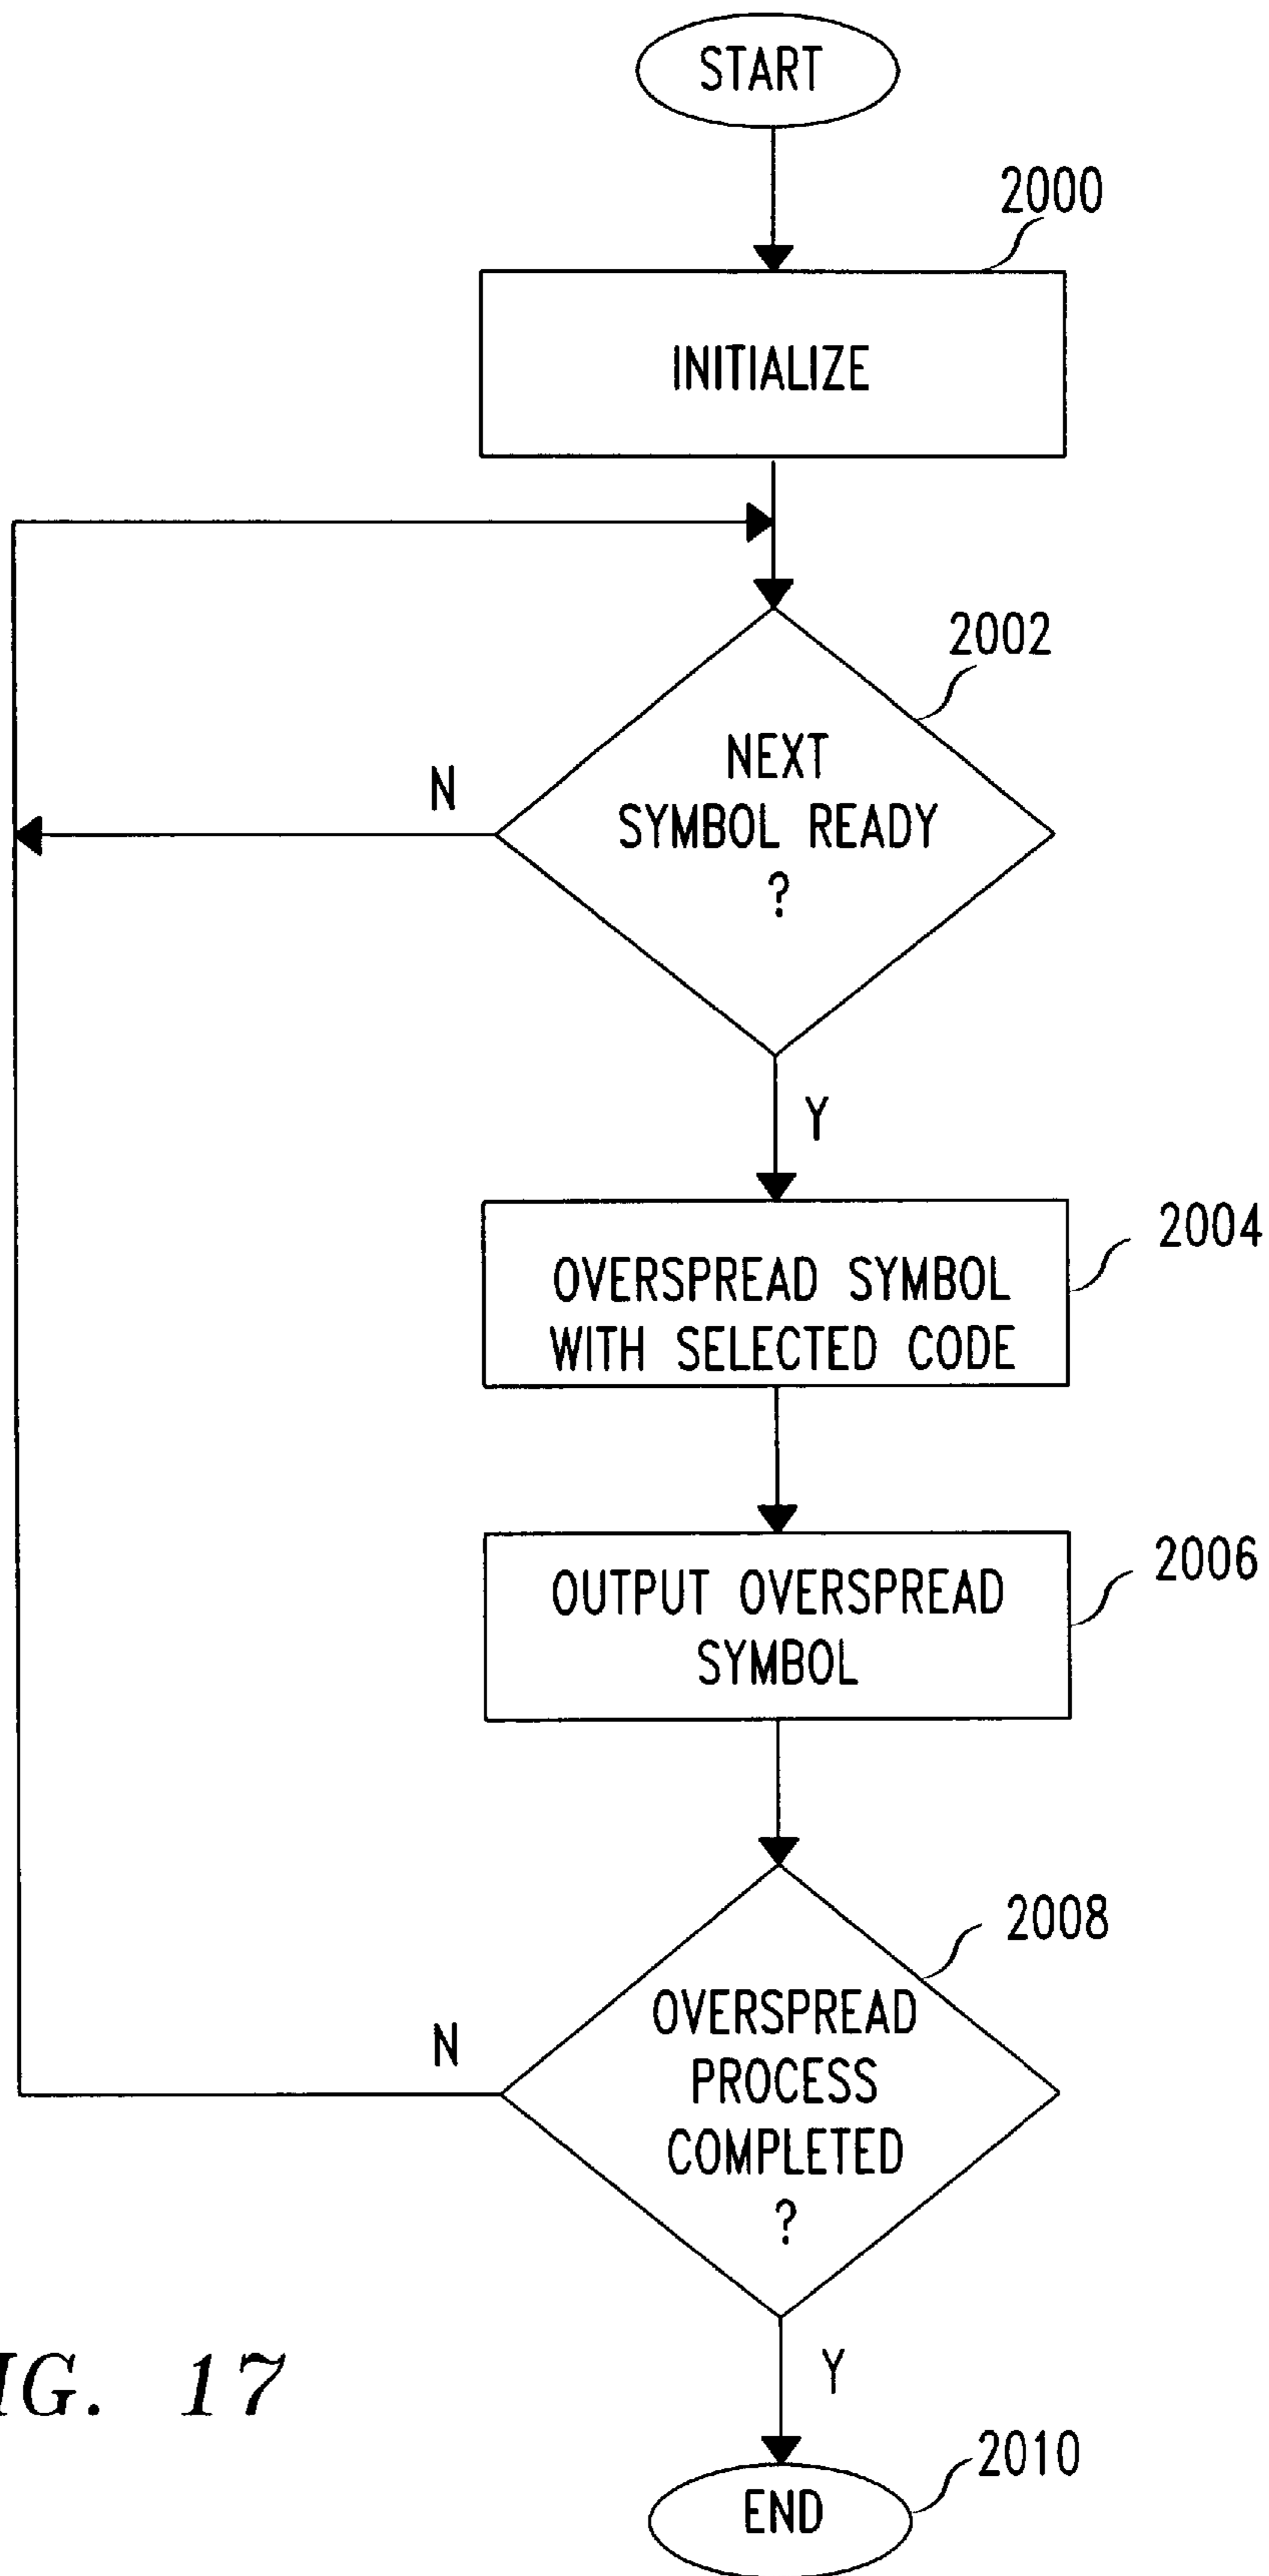 START
2000
INITIALIZE
2002
NEXT
SYMBOL READY
?
N
Y
2004
OVERSPREAD SYMBOL
WITH SELECTED CODE
2006
OUTPUT OVERSPREAD
SYMBOL
2008
OVERSPREAD
PROCESS
COMPLETED
?
N
Y
IG. 17
2010
END